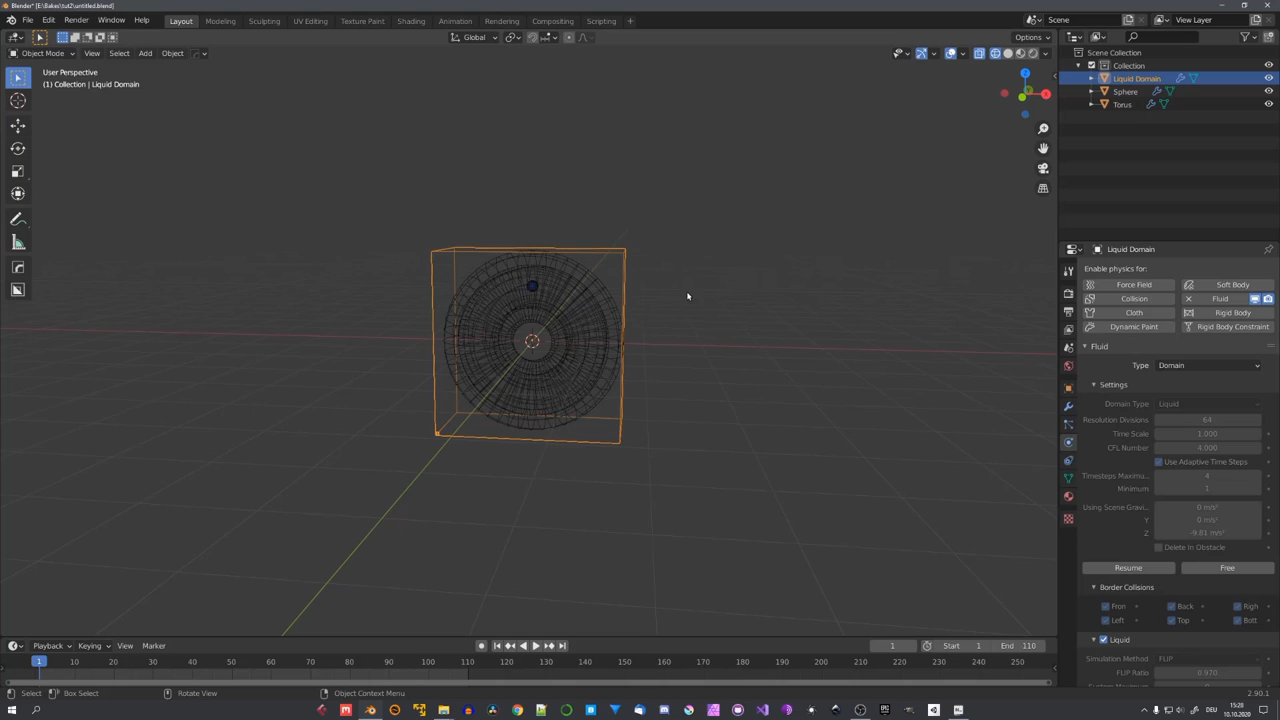 Blender* [E:\Bakes\tut2\untitled.blend]
File Edit Render Window Help Layout Modeling Sculpting UV Editing Texture Paint Shading Animation Rendering Compositing Scripting + Scene View Layer
Global Options
Object Mode View Select Add Object
User Perspective
(1) Collection | Liquid Domain
Scene Collection
Collection
Liquid Domain
Sphere
Torus
Liquid Domain
Enable physics for:
Force Field Soft Body
Collision Fluid
Cloth Rigid Body
Dynamic Paint Rigid Body Constraint
Fluid
Type Domain
Settings
Domain Type Liquid
Resolution Divisions 64
Time Scale 1.000
CFL Number 4.000
Use Adaptive Time Steps
Timesteps Maximu... 4
Minimum 1
Using Scene Gravi... 0 m/s²
Y 0 m/s²
Z -9.81 m/s²
Delete In Obstacle
Resume Free
Border Collisions
Fron Back Righ
Left Top Bott
Liquid
Simulation Method FLIP
FLIP Ratio 0.970
Playback Keying View Marker 1 Start 1 End 110
1 10 20 30 40 50 60 70 80 90 100 110 120 130 140 150 160 170 180 190 200 210 220 230 240 250
Select Box Select Rotate View Object Context Menu 2.90.1
DEU 15:28
10.10.2020